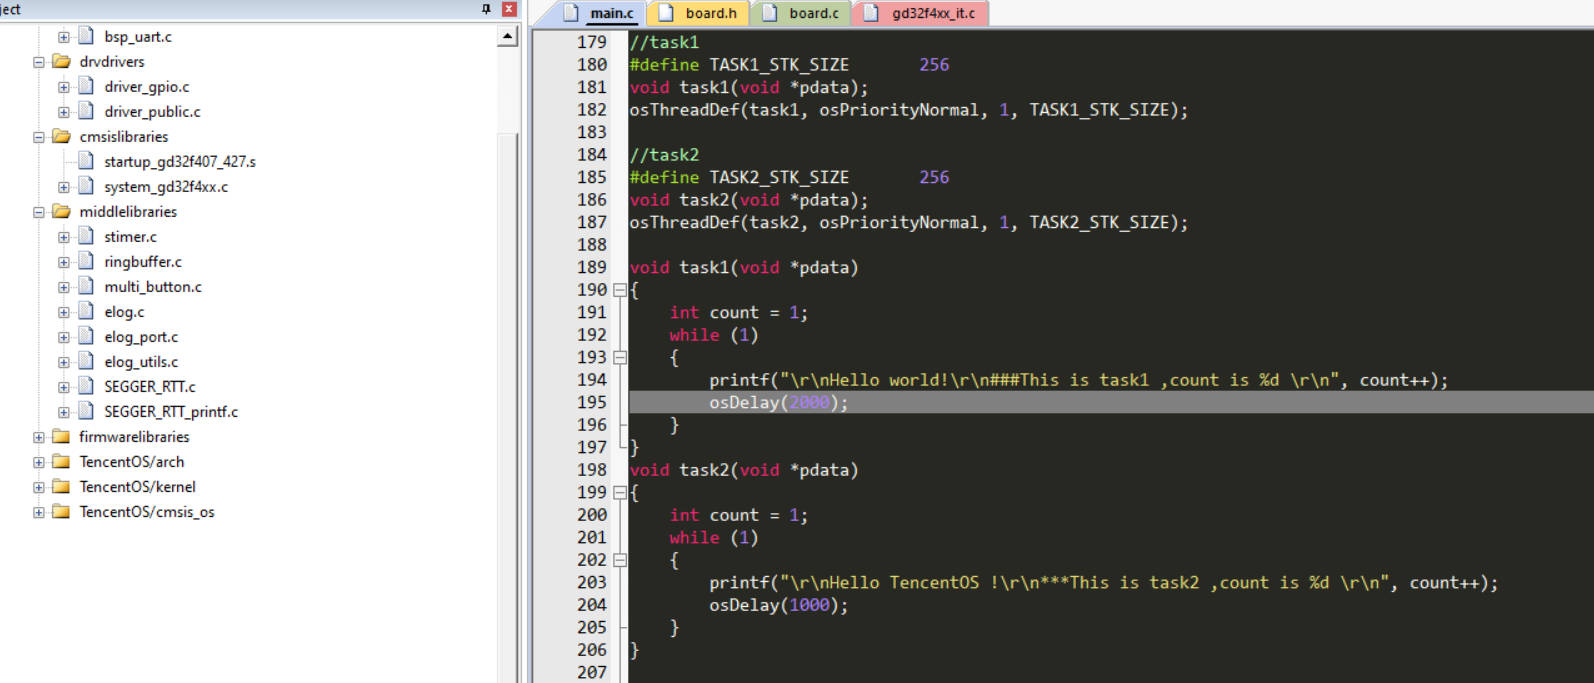 ject
bsp_uart.c
drvdrivers
driver_gpio.c
driver_public.c
cmsislibraries
startup_gd32f407_427.s
system_gd32f4xx.c
middlelibraries
stimer.c
ringbuffer.c
multi_button.c
elog.c
elog_port.c
elog_utils.c
SEGGER_RTT.c
SEGGER_RTT_printf.c
firmwarelibraries
TencentOS/arch
TencentOS/kernel
TencentOS/cmsis_os
main.c board.h board.c gd32f4xx_it.c
179 //task1
180 #define TASK1_STK_SIZE 256
181 void task1(void *pdata);
182 osThreadDef(task1, osPriorityNormal, 1, TASK1_STK_SIZE);
183
184 //task2
185 #define TASK2_STK_SIZE 256
186 void task2(void *pdata);
187 osThreadDef(task2, osPriorityNormal, 1, TASK2_STK_SIZE);
188
189 void task1(void *pdata)
190 {
191 int count = 1;
192 while (1)
193 {
194 printf("\r\nHello world!\r\n###This is task1 ,count is %d \r\n", count++);
195 osDelay(2000);
196 }
197 }
198 void task2(void *pdata)
199 {
200 int count = 1;
201 while (1)
202 {
203 printf("\r\nHello TencentOS !\r\n***This is task2 ,count is %d \r\n", count++);
204 osDelay(1000);
205 }
206 }
207